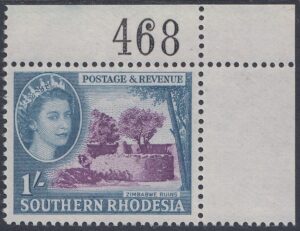 468
POSTAGE & REVENUE
1/-
ZIMBABWE RUINS
SOUTHERN RHODESIA